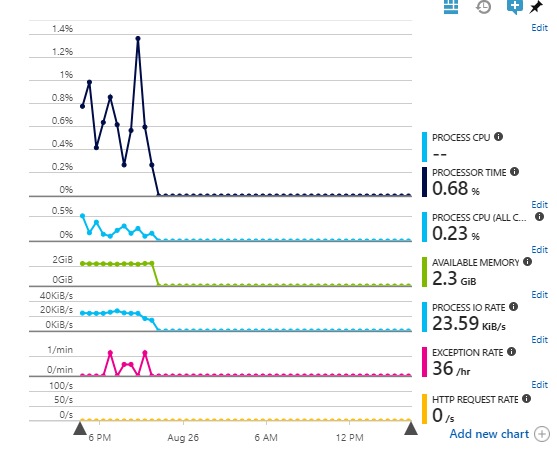 Edit
1.4%
1.2%
1%
0.8%
0.6%
0.4%
0.2%
0%
PROCESS CPU
--
PROCESSOR TIME
0.68 %
Edit
0.5%
0%
PROCESS CPU (ALL C...
0.23 %
Edit
2GiB
0GiB
AVAILABLE MEMORY
2.3 GiB
Edit
40KiB/s
20KiB/s
0KiB/s
PROCESS IO RATE
23.59 KiB/s
Edit
1/min
0/min
EXCEPTION RATE
36 /hr
Edit
100/s
50/s
0/s
HTTP REQUEST RATE
0 /s
6 PM
Aug 26
6 AM
12 PM
Add new chart